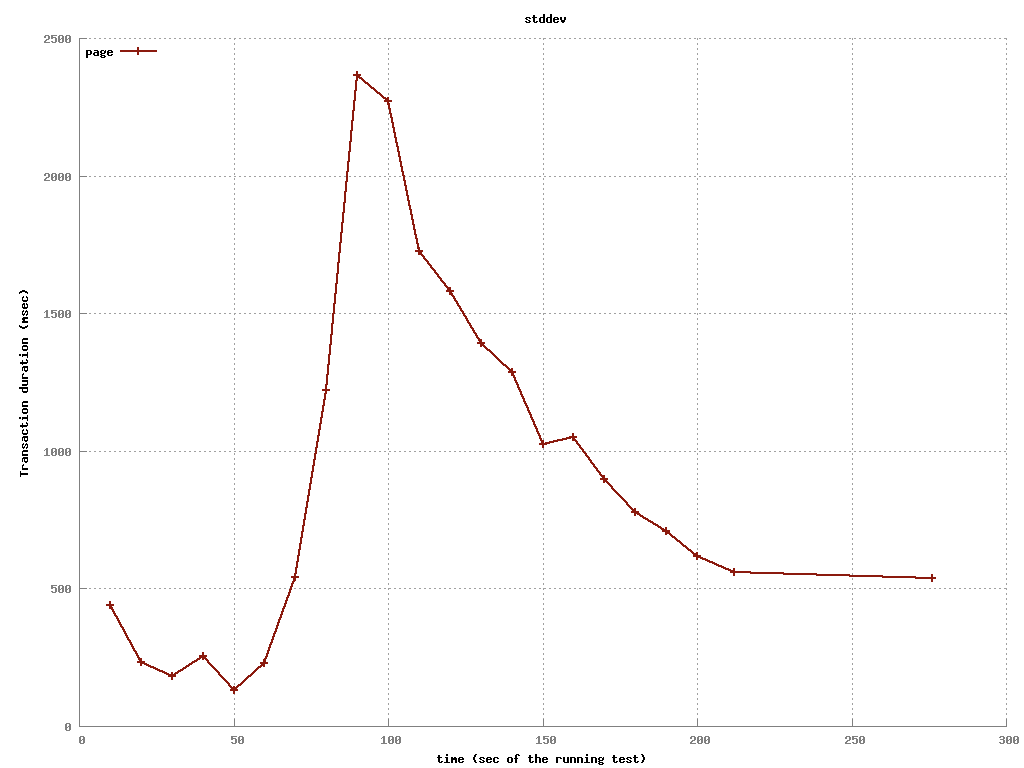 stddev
2500
page
2000
1500
Transaction duration (msec)
1000
500
0
0 50 100 150 200 250 300
time (sec of the running test)